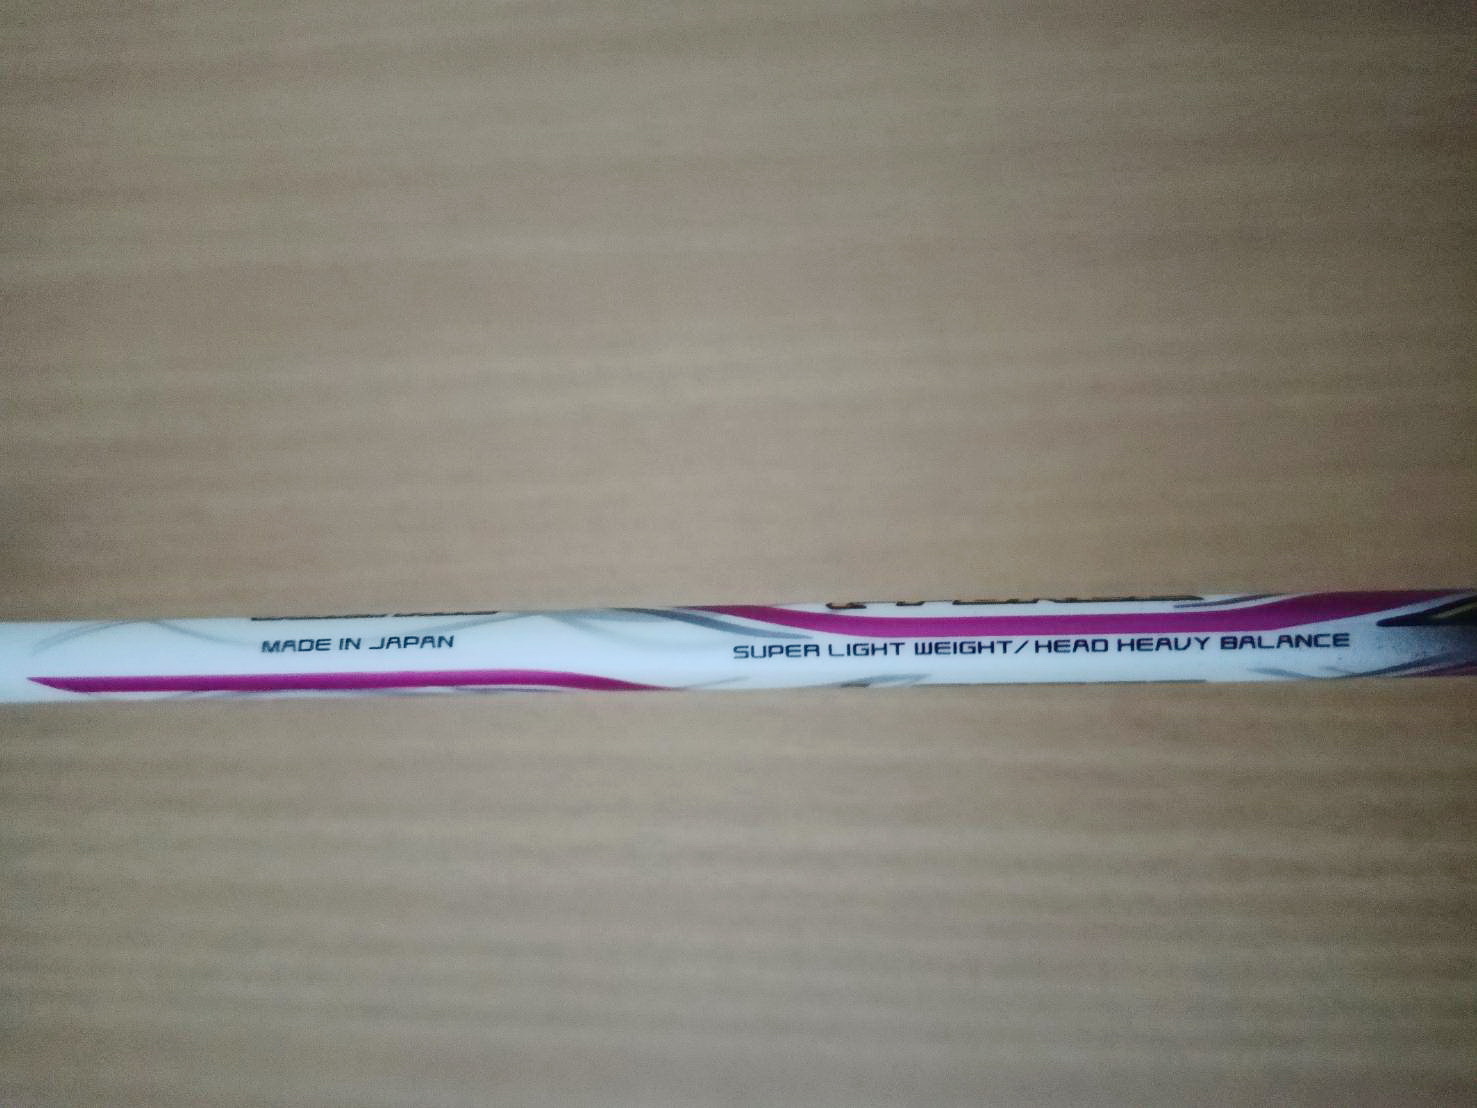 MADE IN JAPAN
SUPER LIGHT WEIGHT/HEAD HEAVY BALANCE